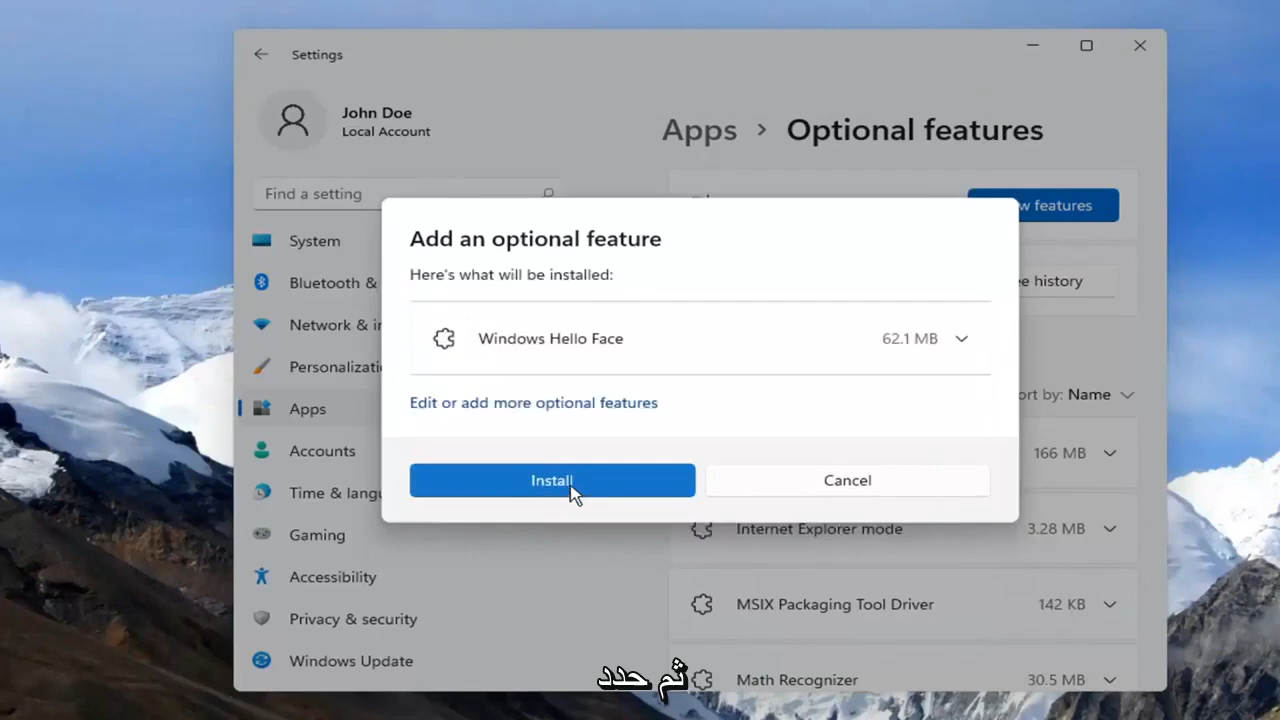 Settings
John Doe
Local Account
Find a setting
System
Bluetooth &
Network &
Personalizati
Apps
Accounts
Time & langu
Gaming
Accessibility
Privacy & security
Windows Update
Apps > Optional features
w features
e history
ort by: Name
166 MB
Internet Explorer mode 3.28 MB
MSIX Packaging Tool Driver 142 KB
Math Recognizer 30.5 MB
Add an optional feature
Here's what will be installed:
Windows Hello Face 62.1 MB
Edit or add more optional features
Install Cancel
ثم حدد